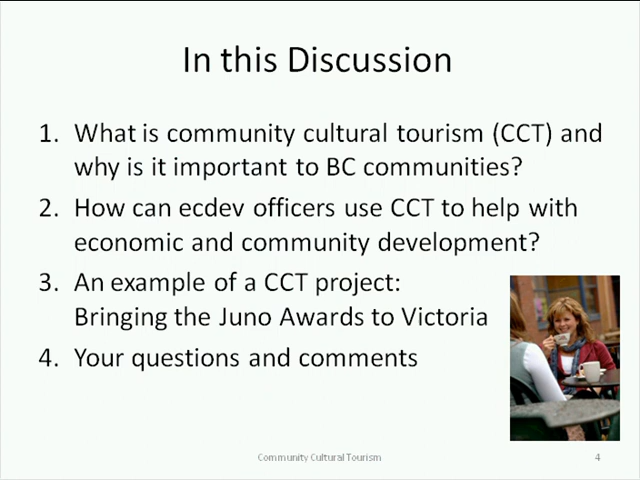 In this Discussion
1. What is community cultural tourism (CCT) and
why is it important to BC communities?
2. How can ecdev officers use CCT to help with
economic and community development?
3. An example of a CCT project:
Bringing the Juno Awards to Victoria
4. Your questions and comments
Community Cultural Tourism
4